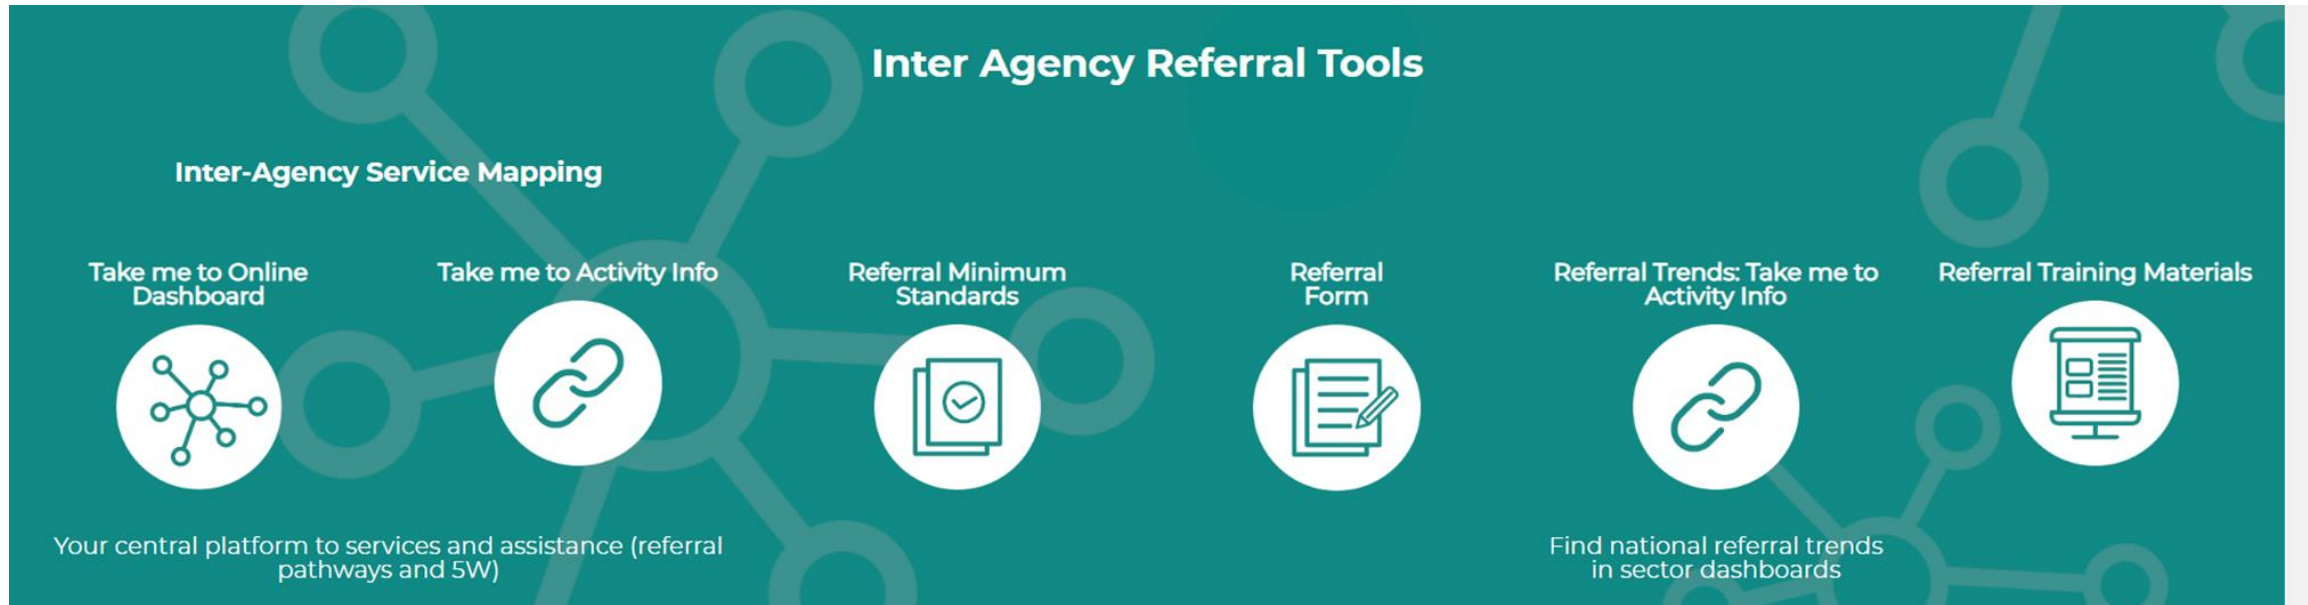 Inter Agency Referral Tools
Inter-Agency Service Mapping
Take me to Online
Dashboard
Take me to Activity Info
Referral Minimum
Standards
Referral
Form
Referral Trends: Take me to
Activity Info
Referral Training Materials
Your central platform to services and assistance (referral
pathways and 5W)
Find national referral trends
in sector dashboards